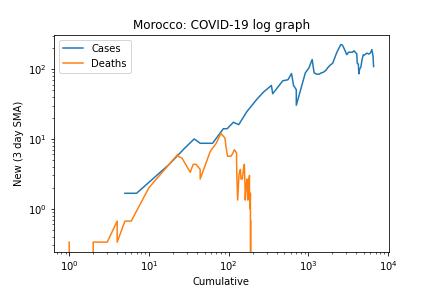 Morocco: COVID-19 log graph
Cases
Deaths
New (3 day SMA)
10²
10¹
10⁰
10⁰ 10¹ 10² 10³ 10⁴
Cumulative